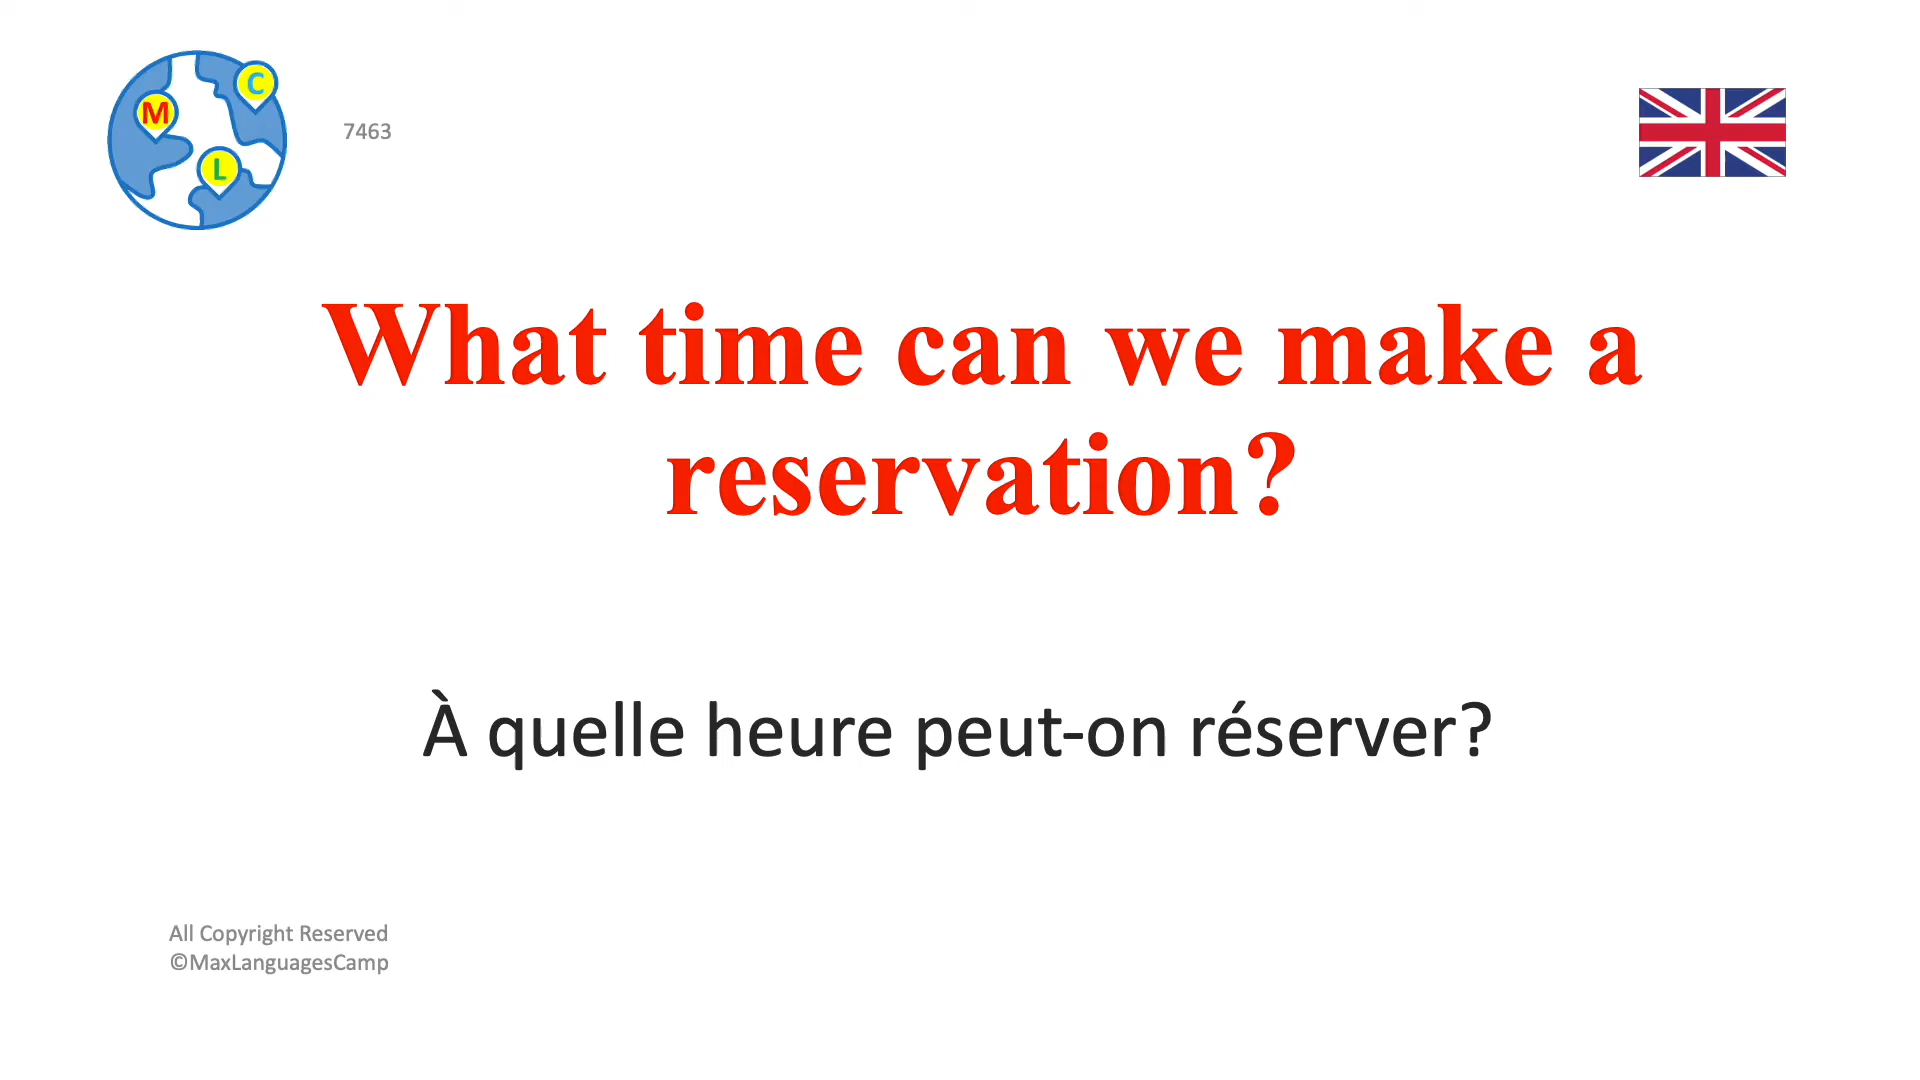 M
C
L
7463
What time can we make a
reservation?
À quelle heure peut-on réserver?
All Copyright Reserved
©MaxLanguagesCamp